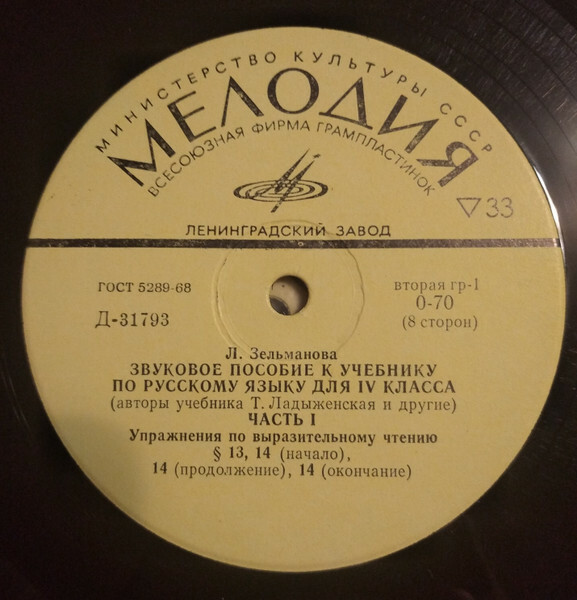 МИНИСТЕРСТВО КУЛЬТУРЫ СССР
МЕЛОДИЯ
ВСЕСОЮЗНАЯ ФИРМА ГРАМПЛАСТИНОК
33
ЛЕНИНГРАДСКИЙ ЗАВОД
ГОСТ 5289-68
вторая гр-1
Д-31793
0-70
(8 сторон)
Л. Зельманова
ЗВУКОВОЕ ПОСОБИЕ К УЧЕБНИКУ
ПО РУССКОМУ ЯЗЫКУ ДЛЯ IV КЛАССА
(авторы учебника Т. Ладыженская и другие)
ЧАСТЬ I
Упражнения по выразительному чтению
§ 13, 14 (начало),
14 (продолжение), 14 (окончание)